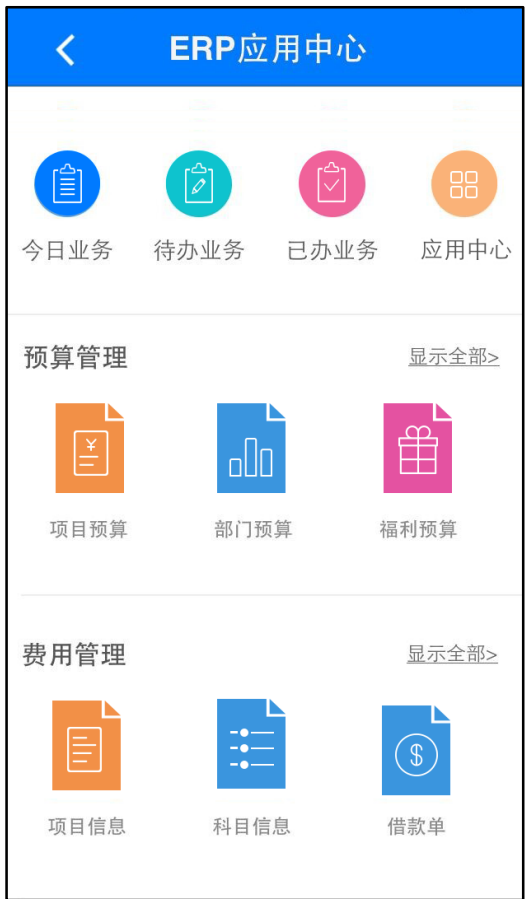 ERP应用中心
今日业务 待办业务 已办业务 应用中心
预算管理 显示全部>
¥
项目预算 部门预算 福利预算
费用管理 显示全部>
$
项目信息 科目信息 借款单